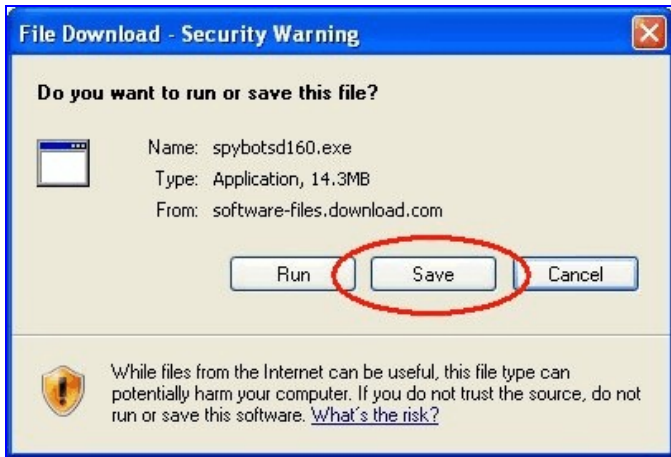 File Download - Security Warning
Do you want to run or save this file?
Name: spybotsd160.exe
Type: Application, 14.3MB
From: software-files.download.com
Run Save Cancel
While files from the Internet can be useful, this file type can
potentially harm your computer. If you do not trust the source, do not
run or save this software. What's the risk?